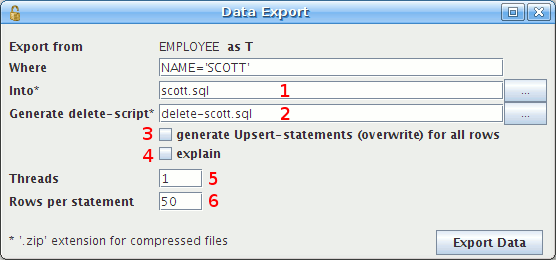 Data Export
Export from EMPLOYEE as T
Where NAME='SCOTT'
Into* scott.sql 1 ...
Generate delete-script* delete-scott.sql 2 ...
3 generate Upsert-statements (overwrite) for all rows
4 explain
Threads 1 5
Rows per statement 50 6
* '.zip' extension for compressed files Export Data